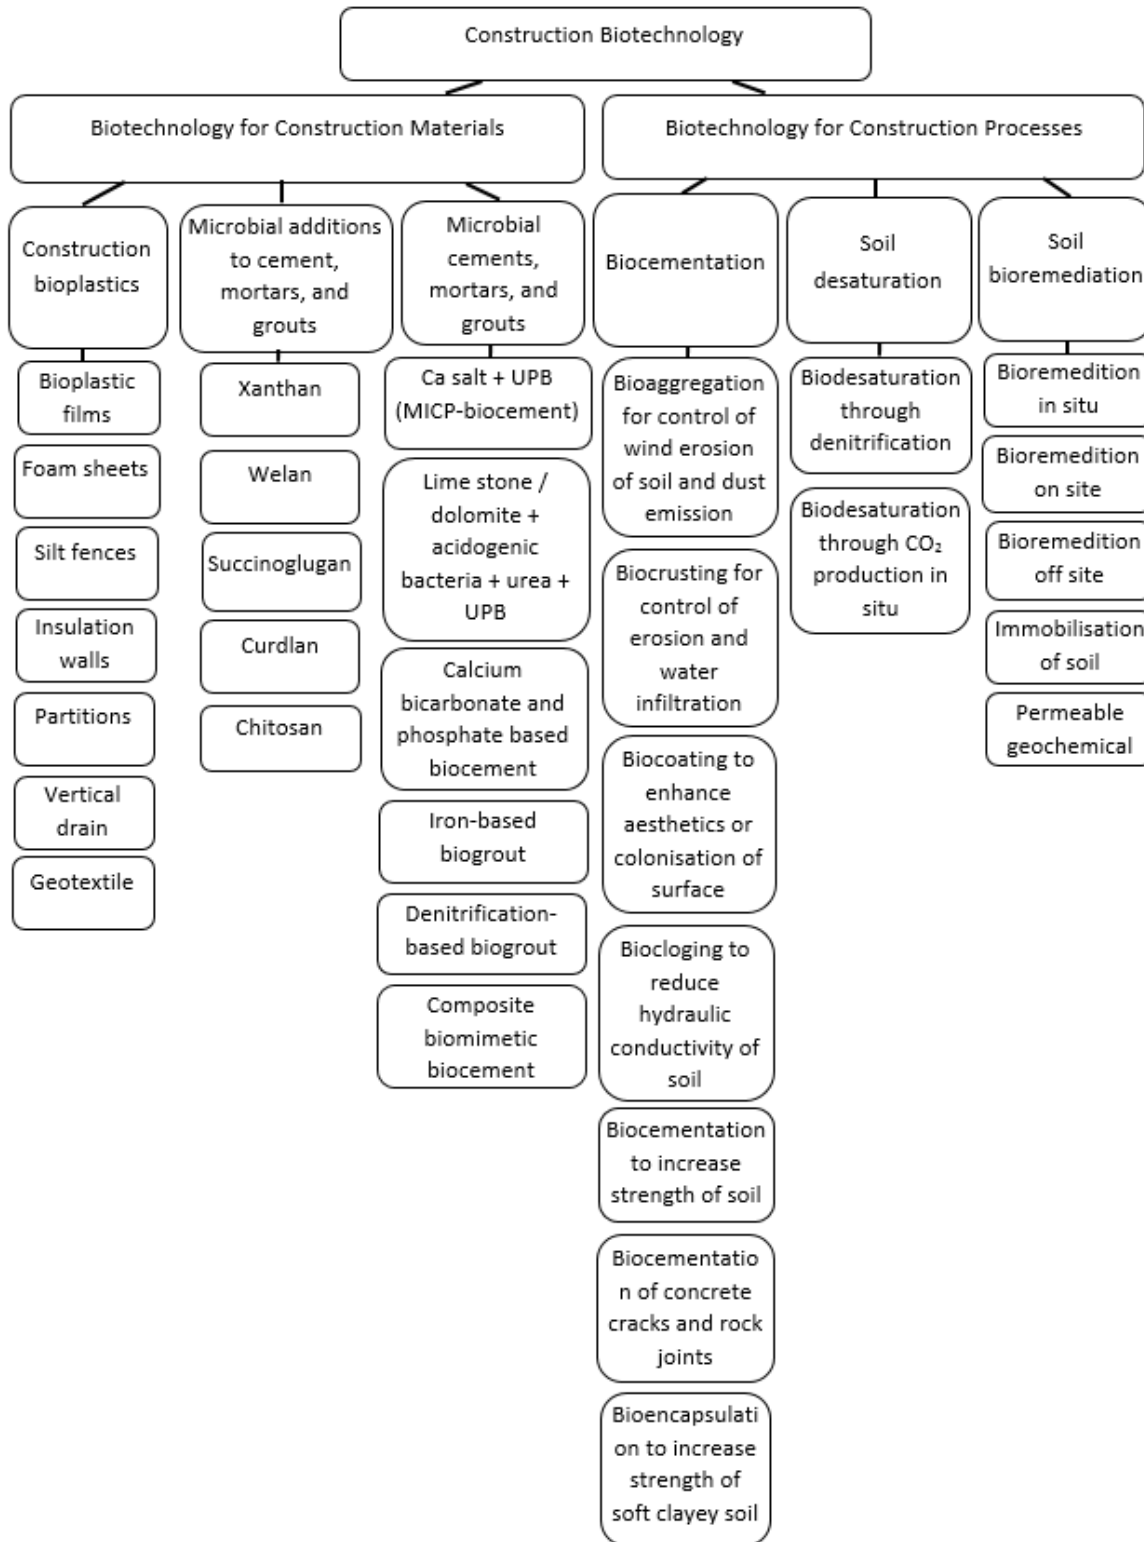 Construction Biotechnology
Biotechnology for Construction Materials
Biotechnology for Construction Processes
Construction
bioplastics
Microbial additions
to cement,
mortars, and
grouts
Microbial
cements,
mortars, and
grouts
Biocementation
Soil
desaturation
Soil
bioremediation
Bioplastic
films
Foam sheets
Silt fences
Insulation
walls
Partitions
Vertical
drain
Geotextile
Xanthan
Welan
Succinoglugan
Curdlan
Chitosan
Ca salt + UPB
(MICP-biocement)
Lime stone /
dolomite +
acidogenic
bacteria + urea +
UPB
Calcium
bicarbonate and
phosphate based
biocement
Iron-based
biogrout
Denitrification-
based biogrout
Composite
biomimetic
biocement
Bioaggregation
for control of
wind erosion
of soil and dust
emission
Biocrusting for
control of
erosion and
water
infiltration
Biocoating to
enhance
aesthetics or
colonisation of
surface
Biocloging to
reduce
hydraulic
conductivity of
soil
Biocementation
to increase
strength of soil
Biocementatio
n of concrete
cracks and rock
joints
Bioencapsulati
on to increase
strength of
soft clayey soil
Biodesaturation
through
denitrification
Biodesaturation
through CO₂
production in
situ
Bioremedition
in situ
Bioremedition
on site
Bioremedition
off site
Immobilisation
of soil
Permeable
geochemical